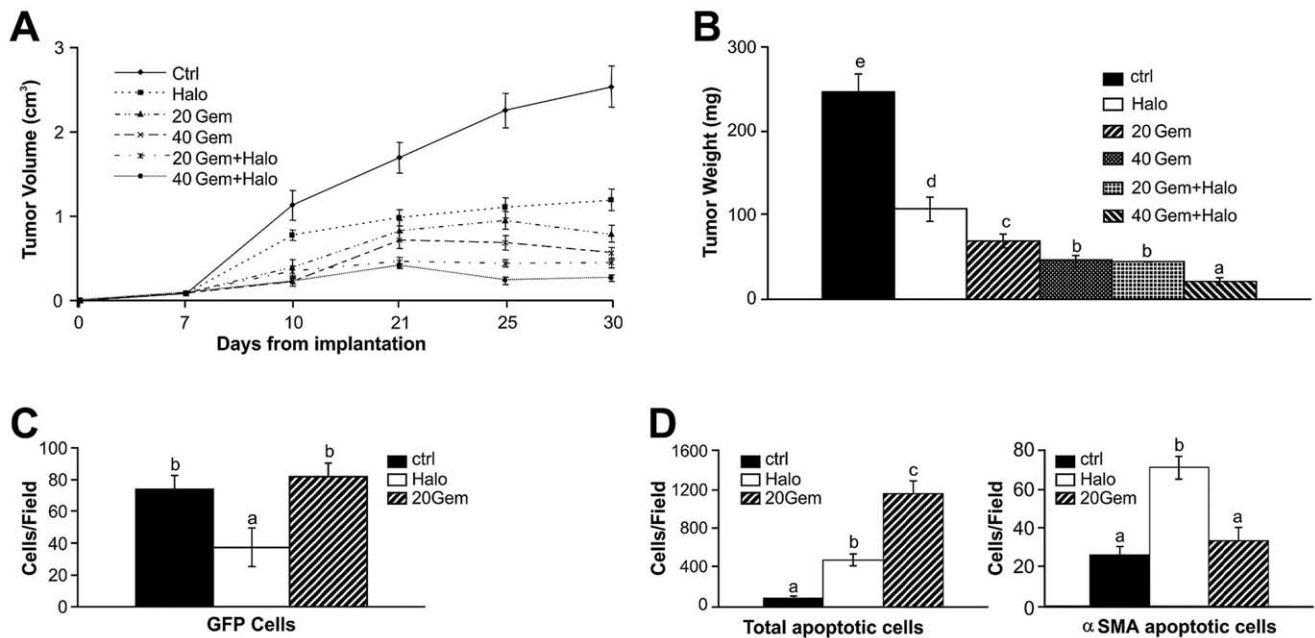 A
Tumor Volume (cm³)
3
2
1
0
Ctrl
Halo
20 Gem
40 Gem
20 Gem+Halo
40 Gem+Halo
0 7 10 21 25 30
Days from implantation
B
Tumor Weight (mg)
300
200
100
0
e
d
c
b
b
a
ctrl
Halo
20 Gem
40 Gem
20 Gem+Halo
40 Gem+Halo
C
Cells/Field
100
80
60
40
20
0
b
a
b
ctrl
Halo
20Gem
GFP Cells
D
Cells/Field
1600
1200
800
400
0
ctrl
Halo
20Gem
a
b
c
Total apoptotic cells
Cells/Field
80
60
40
20
0
ctrl
Halo
20Gem
a
b
a
α SMA apoptotic cells